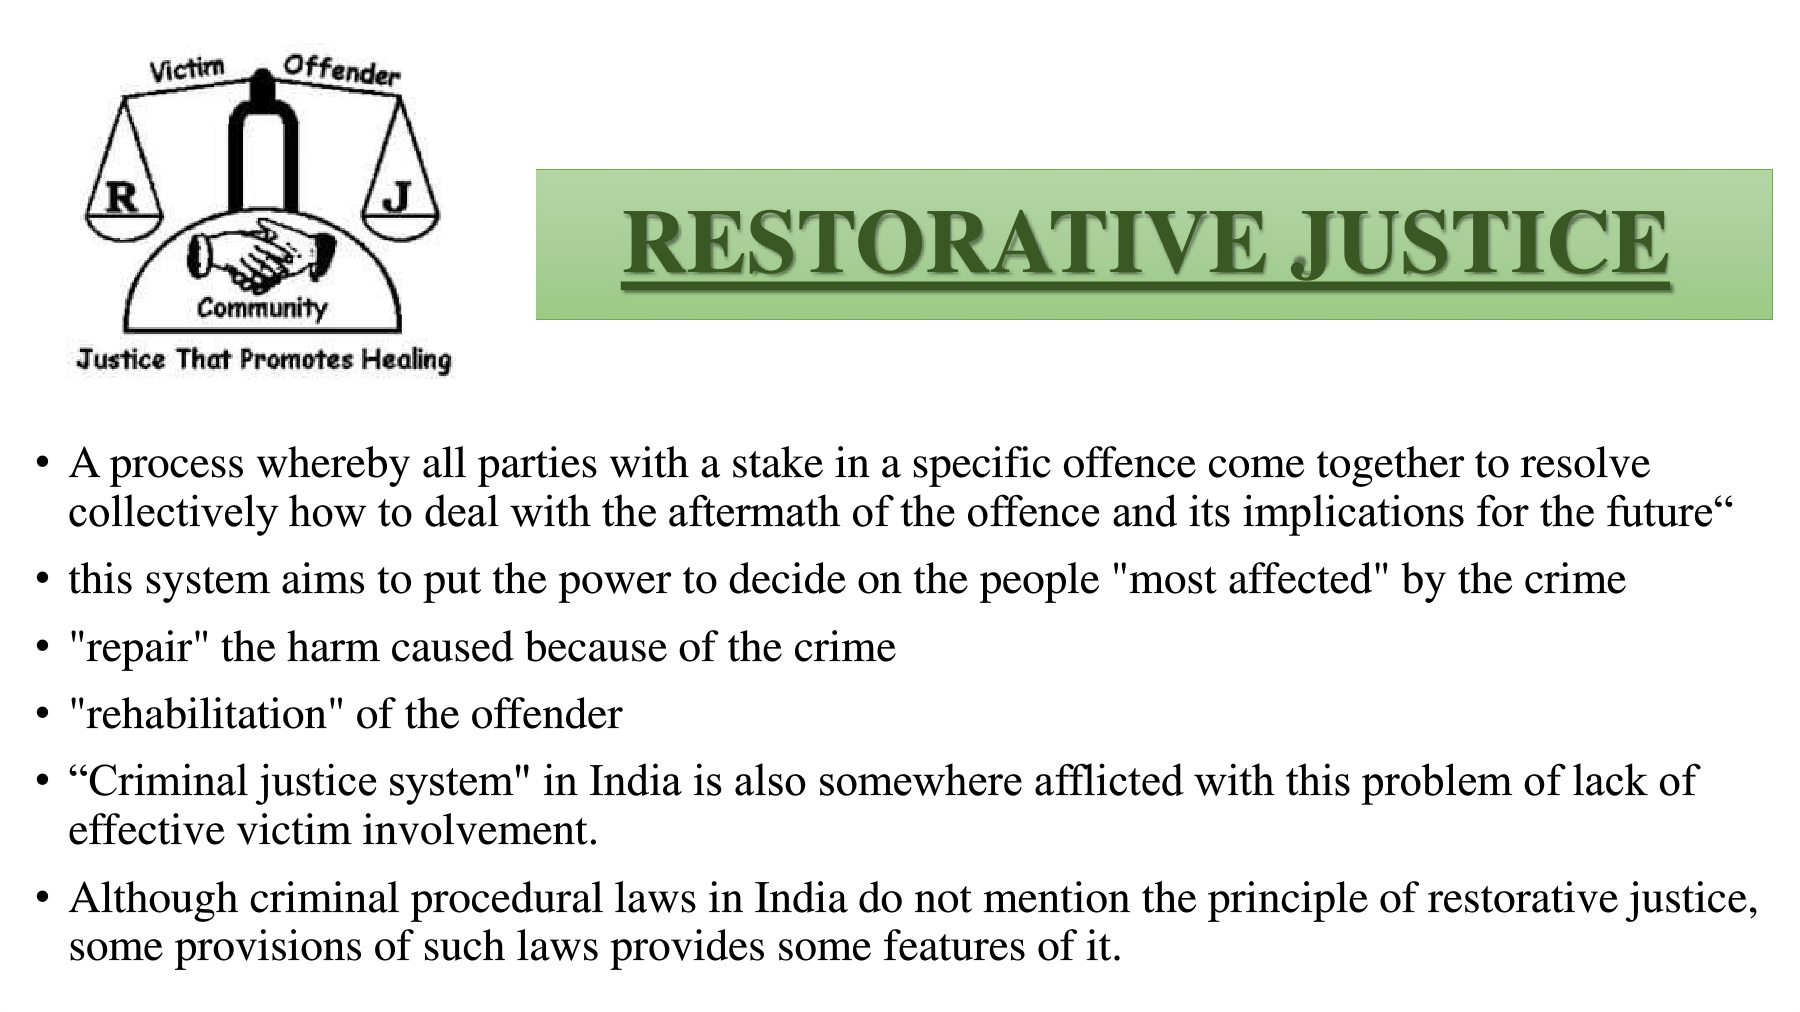 Victim Offender
R J
Community
Justice That Promotes Healing
RESTORATIVE JUSTICE
• A process whereby all parties with a stake in a specific offence come together to resolve
collectively how to deal with the aftermath of the offence and its implications for the future“
• this system aims to put the power to decide on the people "most affected" by the crime
• "repair" the harm caused because of the crime
• "rehabilitation" of the offender
• “Criminal justice system" in India is also somewhere afflicted with this problem of lack of
effective victim involvement.
• Although criminal procedural laws in India do not mention the principle of restorative justice,
some provisions of such laws provides some features of it.